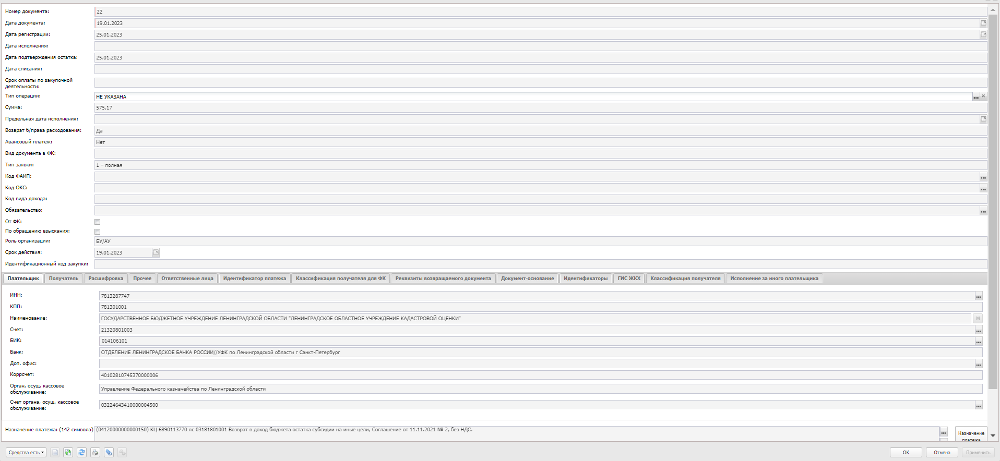 Номер документа: 22
Дата документа: 19.01.2023
Дата регистрации: 25.01.2023
Дата исполнения:
Дата подтверждения остатка: 25.01.2023
Дата списания:
Срок оплаты по закупочной
деятельности:
Тип операции: НЕ УКАЗАНА ...
Сумма: 575,17
Предельная дата исполнения:
Возврат б/права расходования: Да
Авансовый платеж: Нет
Вид документа в ФК:
Тип заявки: 1 – полная
Код ФАИП: ...
Код ОКС: ...
Код вида дохода:
Обязательство: ...
От ФК:
По обращению взыскания:
Роль организации: БУ/АУ
Срок действия: 19.01.2023
Идентификационный код закупки:
Плательщик Получатель Расшифровка Прочее Ответственные лица Идентификатор платежа Классификация получателя для ФК Реквизиты возвращаемого документа Документ-основание Идентификаторы ГИС ЖКХ Классификация получателя Исполнение за иного плательщика
ИНН: 7813287747 ...
КПП: 781301001
Наименование: ГОСУДАРСТВЕННОЕ БЮДЖЕТНОЕ УЧРЕЖДЕНИЕ ЛЕНИНГРАДСКОЙ ОБЛАСТИ "ЛЕНИНГРАДСКОЕ ОБЛАСТНОЕ УЧРЕЖДЕНИЕ КАДАСТРОВОЙ ОЦЕНКИ" М
Счет: 21320801003 ...
БИК: 014106101 ...
Банк: ОТДЕЛЕНИЕ ЛЕНИНГРАДСКОЕ БАНКА РОССИИ//УФК по Ленинградской области г Санкт-Петербург
Доп. офис: ...
Коррсчет: 40102810745370000006
Орган, осущ. кассовое
обслуживание: Управление Федерального казначейства по Ленинградской области
Счет органа, осущ. кассовое
обслуживание: 03224643410000004500 ...
Назначение платежа: (142 символа) (04120000000000150) КЦ 6890113770 лс 03181801001 Возврат в доход бюджета остатка субсидии на иные цели, Соглашение от 11.11.2021 № 2, без НДС. ...
Назначение
платежа
Средства есть ОК Отмена Применить